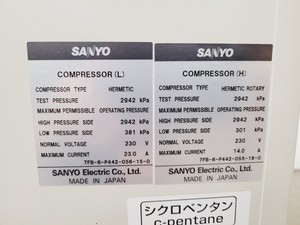 SANYO
COMPRESSOR (L)
COMPRESSOR TYPE HERMETIC
TEST PRESSURE 2942 kPa
MAXIMUM PERMISSIBLE OPERATING PRESSURE
HIGH PRESSURE SIDE 2942 kPa
LOW PRESSURE SIDE 381 kPa
NORMAL VOLTAGE 230 V
MAXIMUM CURRENT 23.0 A
7FB-6-P442-056-15-0
SANYO Electric Co., Ltd.
MADE IN JAPAN
SANYO
COMPRESSOR (H)
COMPRESSOR TYPE HERMETIC ROTARY
TEST PRESSURE 2942 kPa
MAXIMUM PERMISSIBLE OPERATING PRESSURE
HIGH PRESSURE SIDE 2942 kPa
LOW PRESSURE SIDE 301 kPa
NORMAL VOLTAGE 230 V
MAXIMUM CURRENT 14.0 A
7FB-6-P442-055-18-0
SANYO Electric Co., Ltd.
MADE IN JAPAN
シクロペンタン
c-pentane